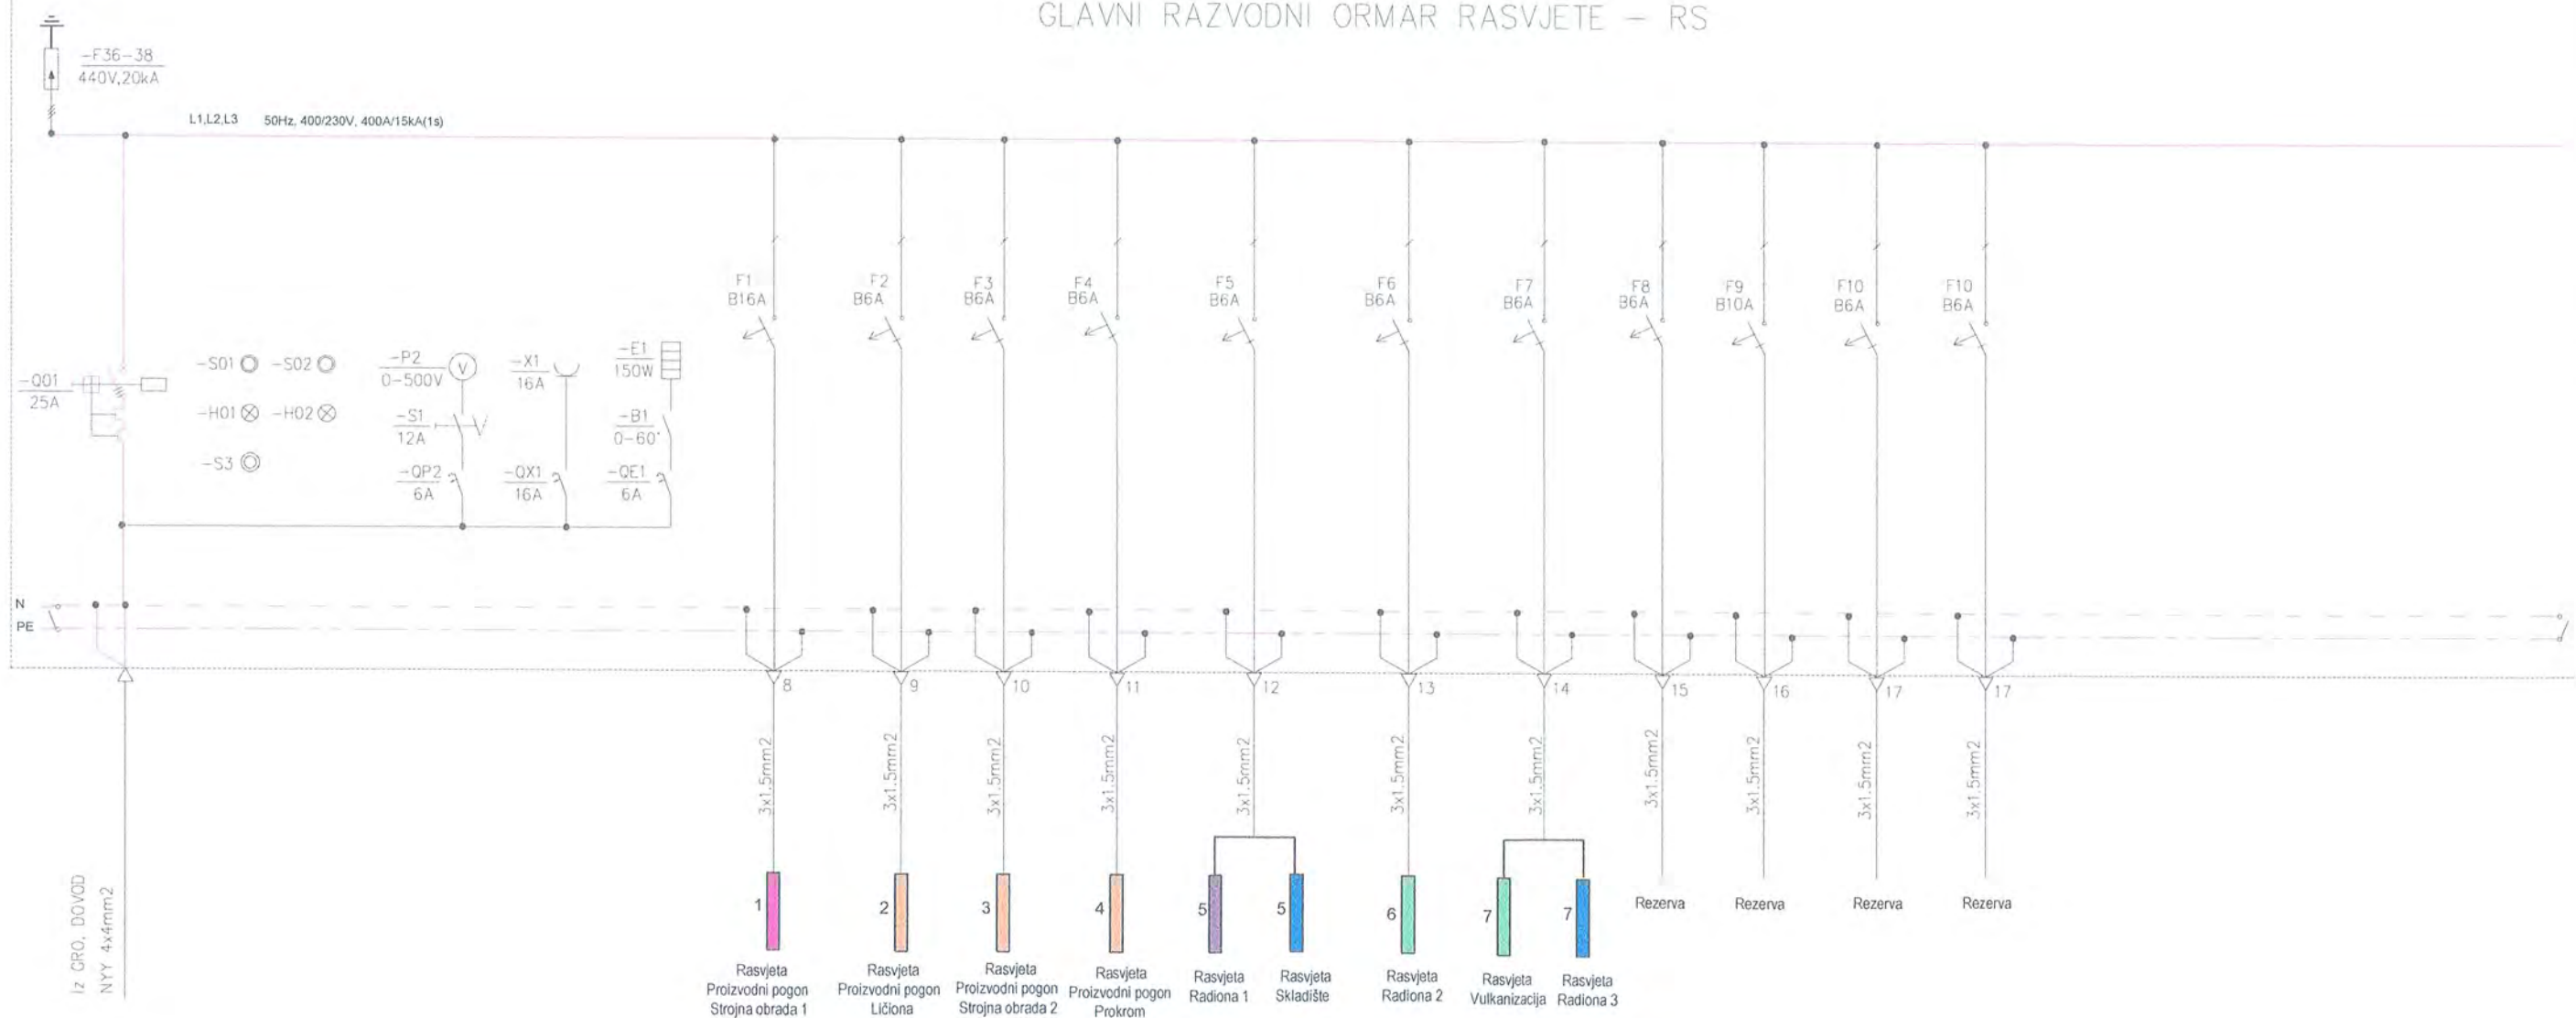 GLAVNI RAZVODNI ORMAR RASVJETE – RS
-F36-38
440V,20kA
L1,L2,L3 50Hz, 400/230V, 400A/15kA(1s)
F1
B16A
F2
B6A
F3
B6A
F4
B6A
F5
B6A
F6
B6A
F7
B6A
F8
B6A
F9
B10A
F10
B6A
F10
B6A
-Q01
25A
-S01 -S02
-H01 -H02
-S3
-P2
0-500V
V
-S1
12A
-QP2
6A
-X1
16A
-QX1
16A
-E1
150W
-B1
0-60°
-QE1
6A
N
PE
8
9
10
11
12
13
14
15
16
17
17
3x1.5mm2
3x1.5mm2
3x1.5mm2
3x1.5mm2
3x1.5mm2
3x1.5mm2
3x1.5mm2
3x1.5mm2
3x1.5mm2
3x1.5mm2
3x1.5mm2
Iz GRO, DOVOD
NYY 4x4mm2
1
2
3
4
5
5
6
7
7
Rasvjeta
Proizvodni pogon
Strojna obrada 1
Rasvjeta
Proizvodni pogon
Ličiona
Rasvjeta
Proizvodni pogon
Strojna obrada 2
Rasvjeta
Proizvodni pogon
Prokrom
Rasvjeta
Radiona 1
Rasvjeta
Skladište
Rasvjeta
Radiona 2
Rasvjeta
Vulkanizacija
Rasvjeta
Radiona 3
Rezerva
Rezerva
Rezerva
Rezerva